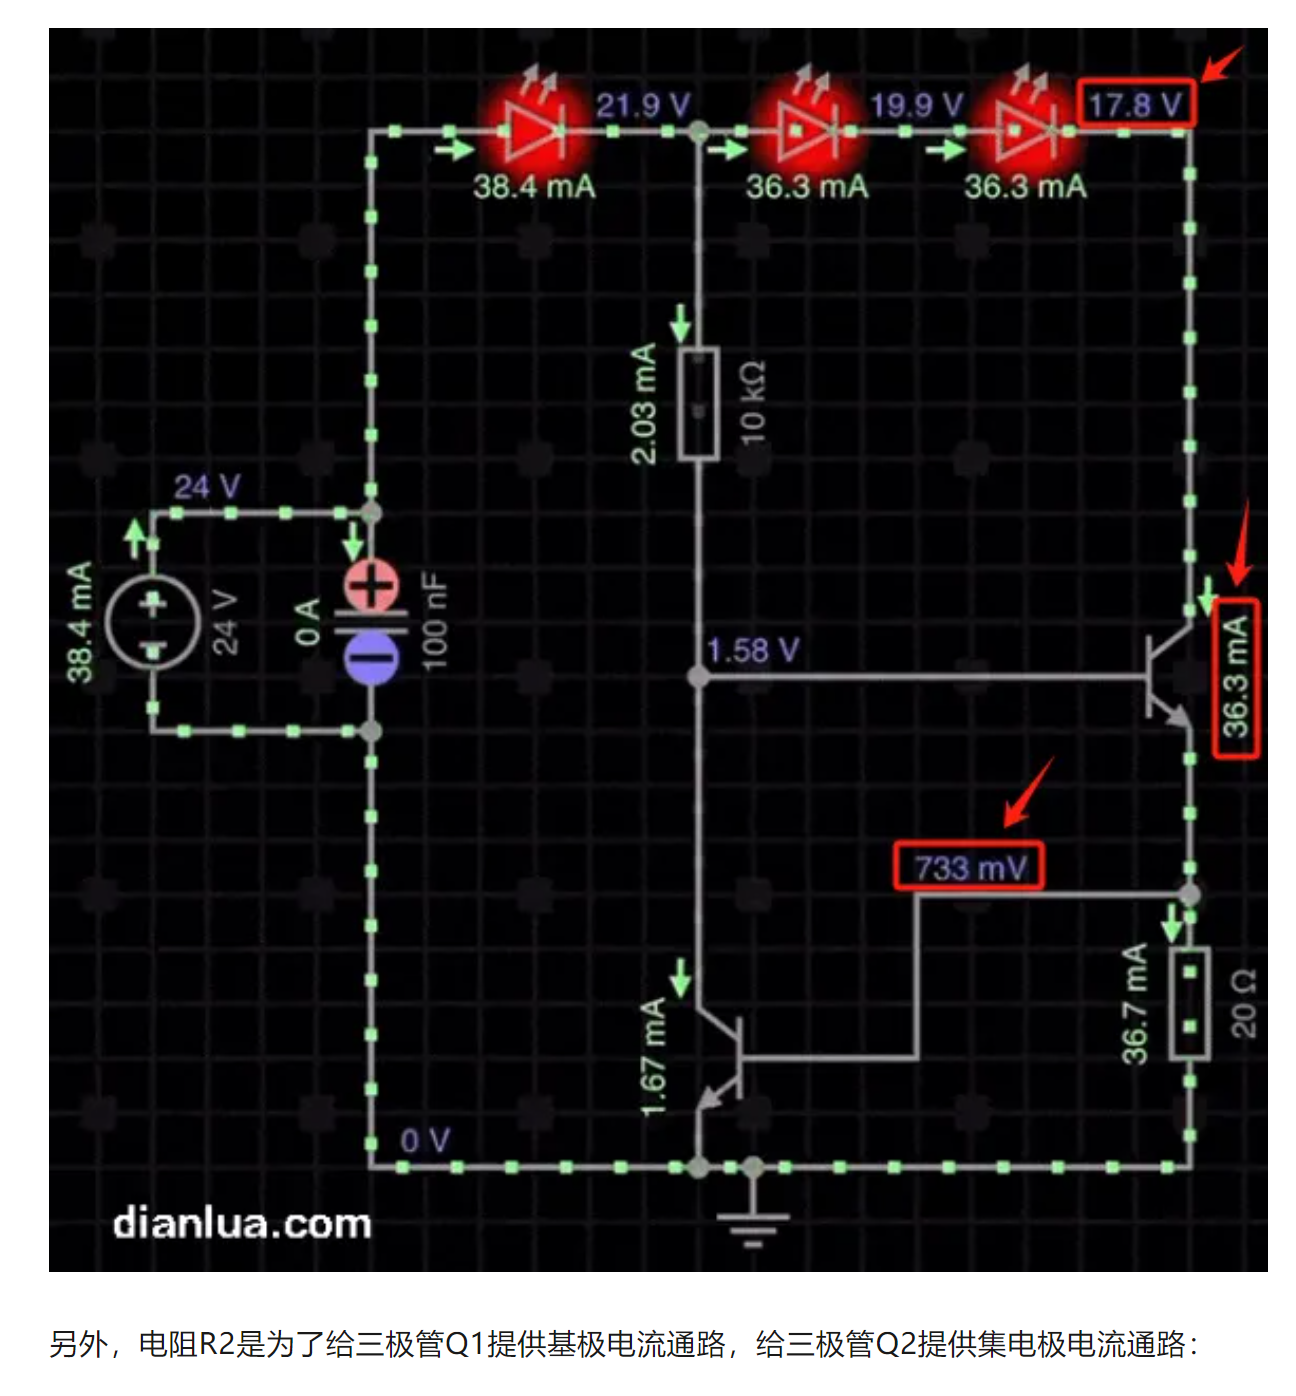 21.9 V
19.9 V
17.8 V
38.4 mA
36.3 mA
36.3 mA
2.03 mA
10 kΩ
24 V
38.4 mA
24 V
0 A
100 nF
1.58 V
36.3 mA
733 mV
1.67 mA
36.7 mA
20 Ω
0 V
dianlua.com
另外，电阻R2是为了给三极管Q1提供基极电流通路，给三极管Q2提供集电极电流通路：